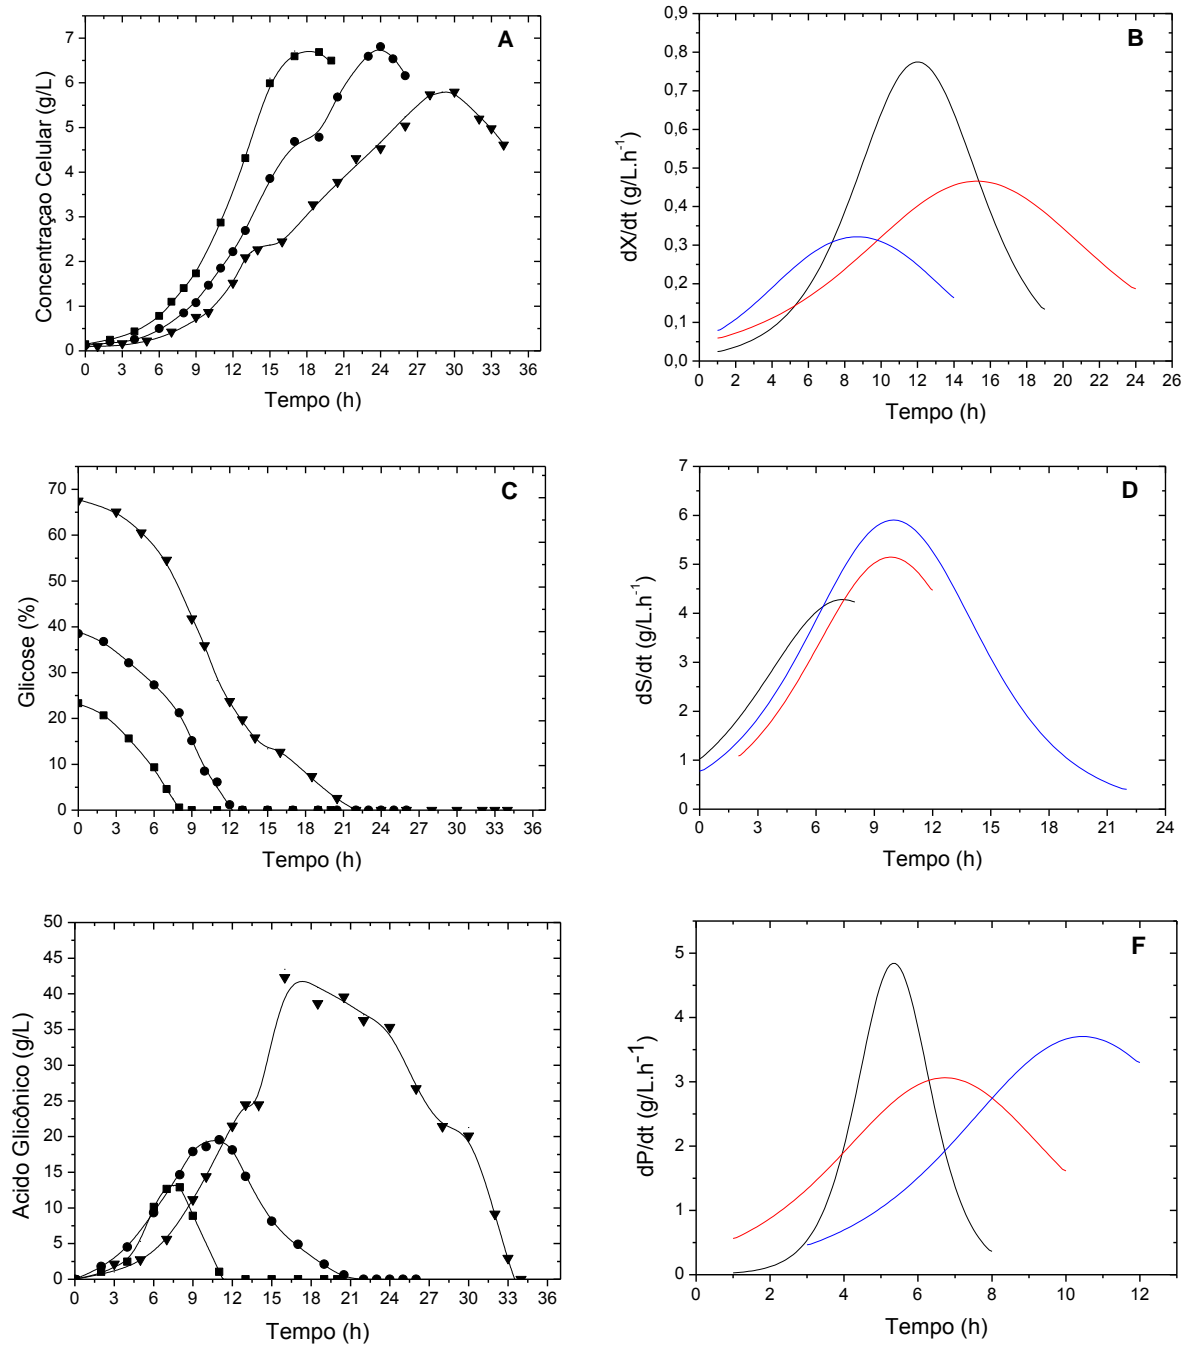 A
Concentraçao Celular (g/L)
7
6
5
4
3
2
1
0
0 3 6 9 12 15 18 21 24 27 30 33 36
Tempo (h)
B
dX/dt (g/L.h-1)
0,9
0,8
0,7
0,6
0,5
0,4
0,3
0,2
0,1
0,0
0 2 4 6 8 10 12 14 16 18 20 22 24 26
Tempo (h)
C
Glicose (%)
70
60
50
40
30
20
10
0
0 3 6 9 12 15 18 21 24 27 30 33 36
Tempo (h)
D
dS/dt (g/L.h-1)
7
6
5
4
3
2
1
0
0 3 6 9 12 15 18 21 24
Tempo (h)
Acido Glicônico (g/L)
50
45
40
35
30
25
20
15
10
5
0
0 3 6 9 12 15 18 21 24 27 30 33 36
Tempo (h)
F
dP/dt (g/L.h-1)
5
4
3
2
1
0
0 2 4 6 8 10 12
Tempo (h)